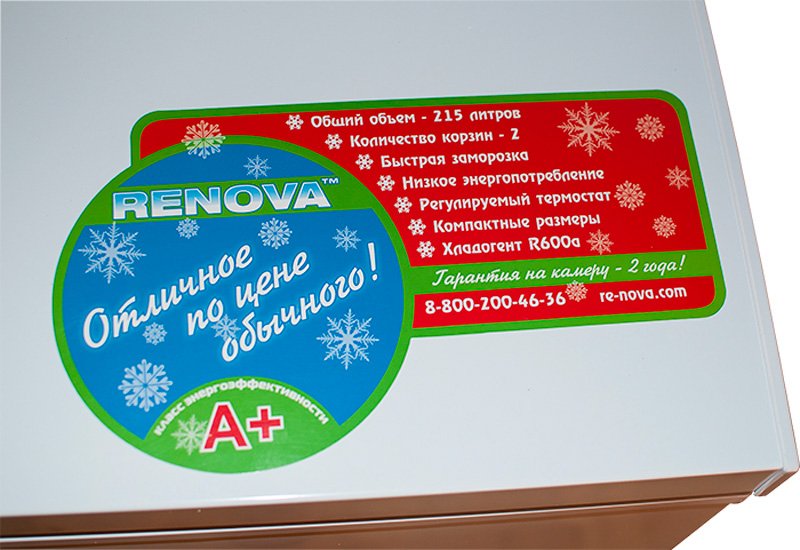 RENOVA™
Отличное
по цене
обычного!
класс энергоэффективности
A+
Общий объем - 215 литров
Количество корзин - 2
Быстрая заморозка
Низкое энергопотребление
Регулируемый термостат
Компактные размеры
Хладогент R600a
Гарантия на камеру - 2 года!
8-800-200-46-36 re-nova.com